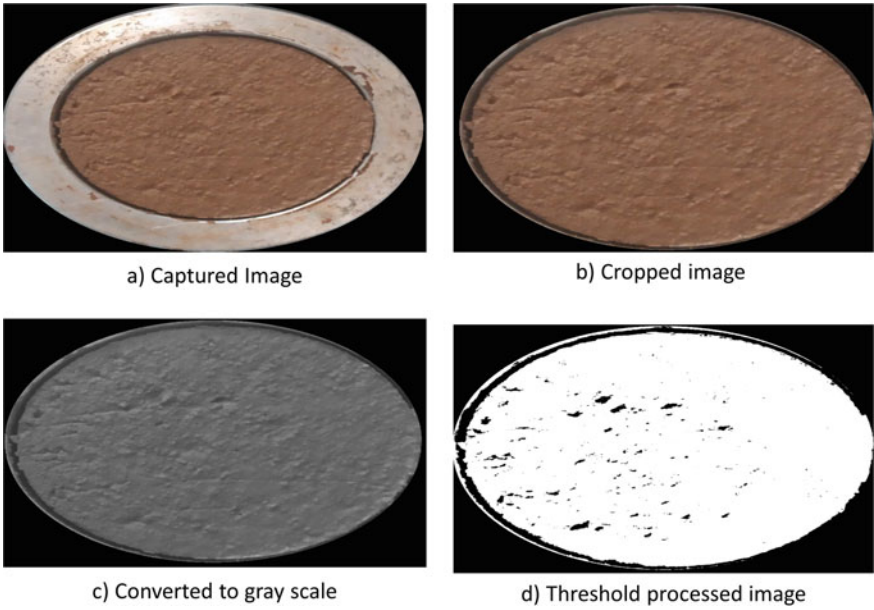 a) Captured Image
b) Cropped image
c) Converted to gray scale
d) Threshold processed image